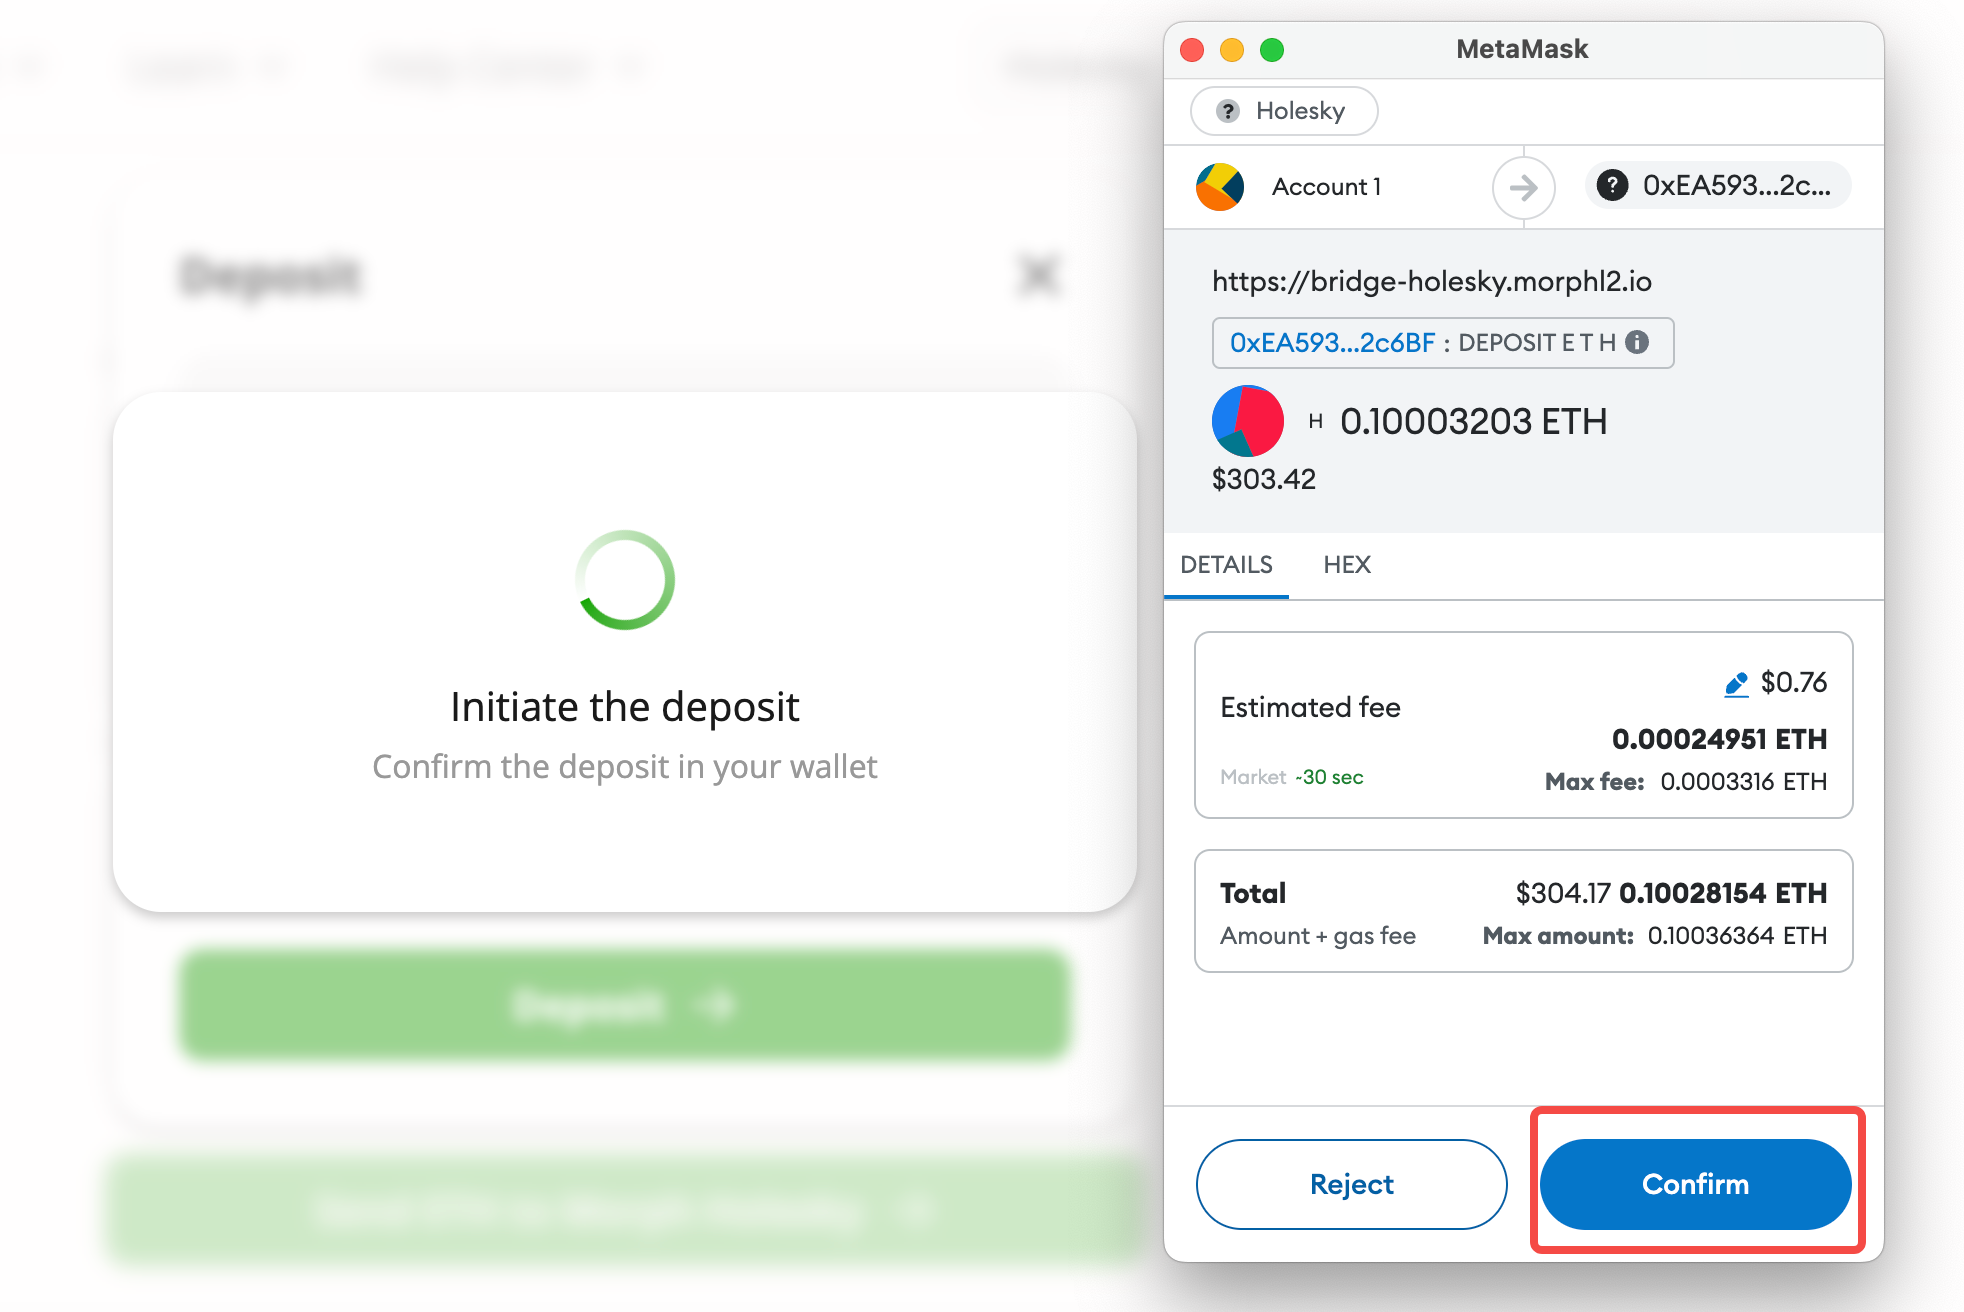 Deposit
Initiate the deposit
Confirm the deposit in your wallet
Deposit
MetaMask
? Holesky
Account 1
? 0xEA593...2c...
https://bridge-holesky.morphl2.io
0xEA593...2c6BF : DEPOSIT E T H
H 0.10003203 ETH
$303.42
DETAILS HEX
$0.76
Estimated fee
0.00024951 ETH
Market ~30 sec
Max fee: 0.0003316 ETH
Total $304.17 0.10028154 ETH
Amount + gas fee Max amount: 0.10036364 ETH
Reject
Confirm